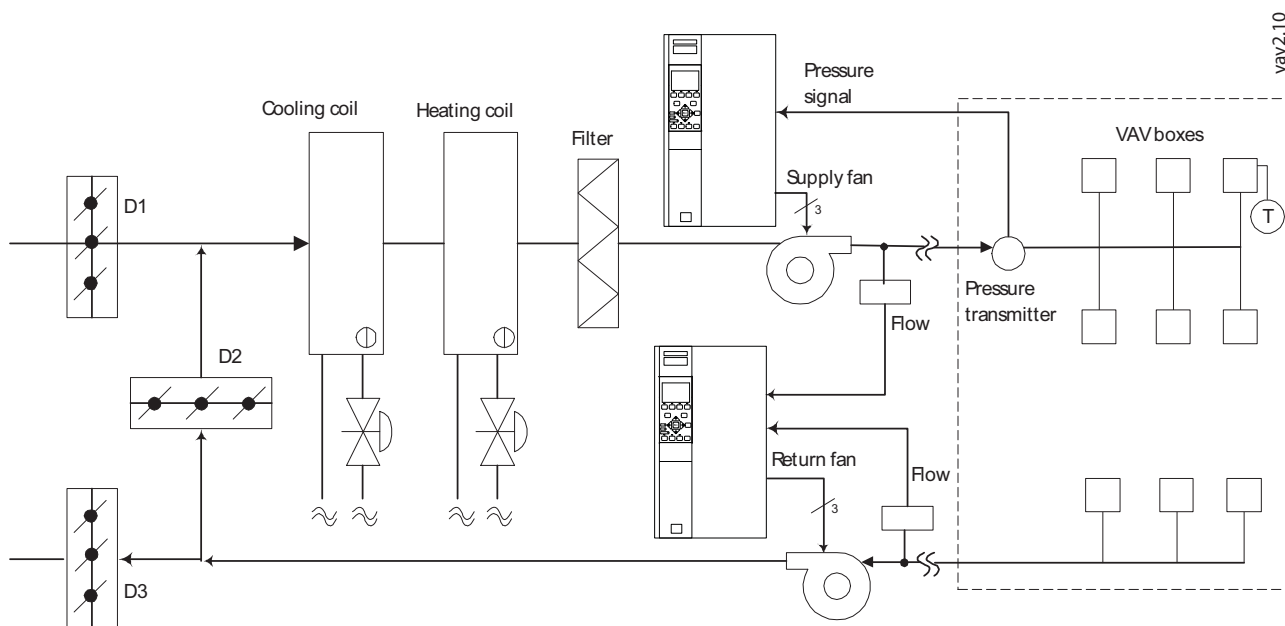 vav2.10
Pressure
signal
Cooling coil
Heating coil
Filter
VAV boxes
Supply fan
3
D1
T
Pressure
transmitter
Flow
D2
Return fan
Flow
3
D3